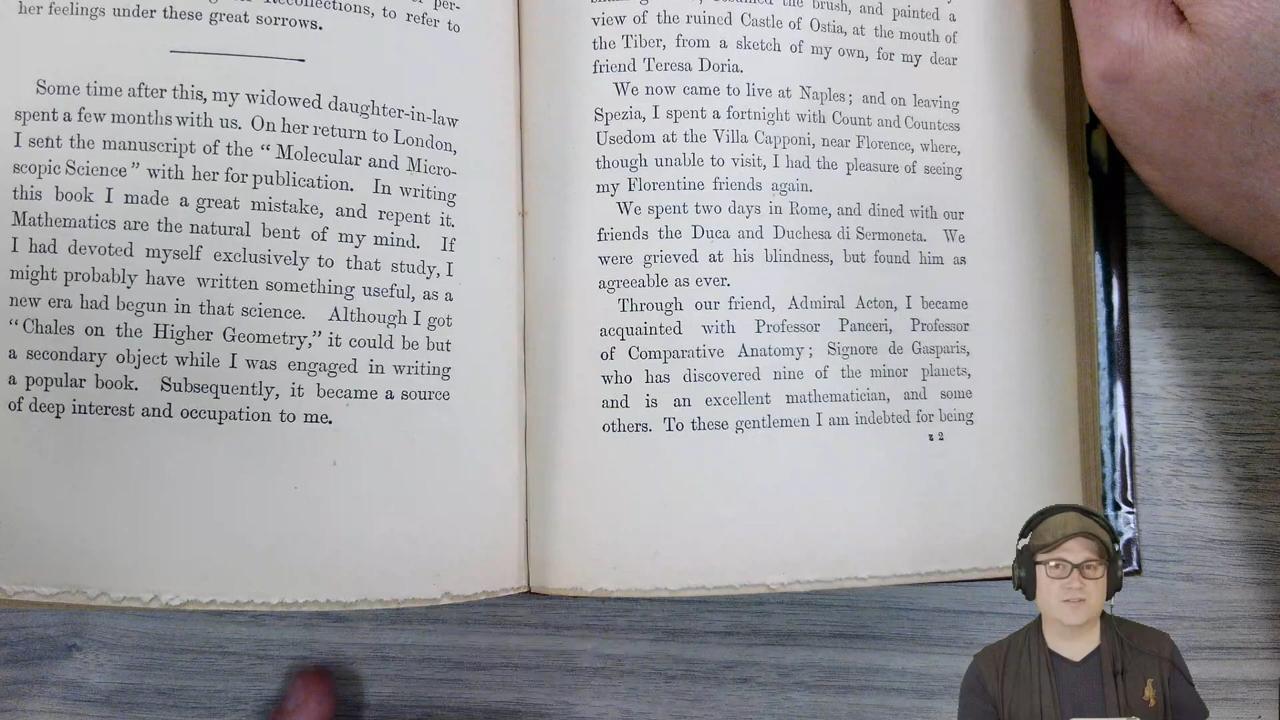 per-
Recollections, to refer to
her feelings under these great sorrows.
Some time after this, my widowed daughter-in-law
spent a few months with us. On her return to London,
I sent the manuscript of the “ Molecular and Micro-
scopic Science ” with her for publication. In writing
this book I made a great mistake, and repent it.
Mathematics are the natural bent of my mind. If
I had devoted myself exclusively to that study, I
might probably have written something useful, as a
new era had begun in that science. Although I got
“ Chales on the Higher Geometry,” it could be but
a secondary object while I was engaged in writing
a popular book. Subsequently, it became a source
of deep interest and occupation to me.
the brush, and painted a
view of the ruined Castle of Ostia, at the mouth of
the Tiber, from a sketch of my own, for my dear
friend Teresa Doria.
We now came to live at Naples ; and on leaving
Spezia, I spent a fortnight with Count and Countess
Usedom at the Villa Capponi, near Florence, where,
though unable to visit, I had the pleasure of seeing
my Florentine friends again.
We spent two days in Rome, and dined with our
friends the Duca and Duchesa di Sermoneta. We
were grieved at his blindness, but found him as
agreeable as ever.
Through our friend, Admiral Acton, I became
acquainted with Professor Panceri, Professor
of Comparative Anatomy ; Signore de Gasparis,
who has discovered nine of the minor planets,
and is an excellent mathematician, and some
others. To these gentlemen I am indebted for being
z 2